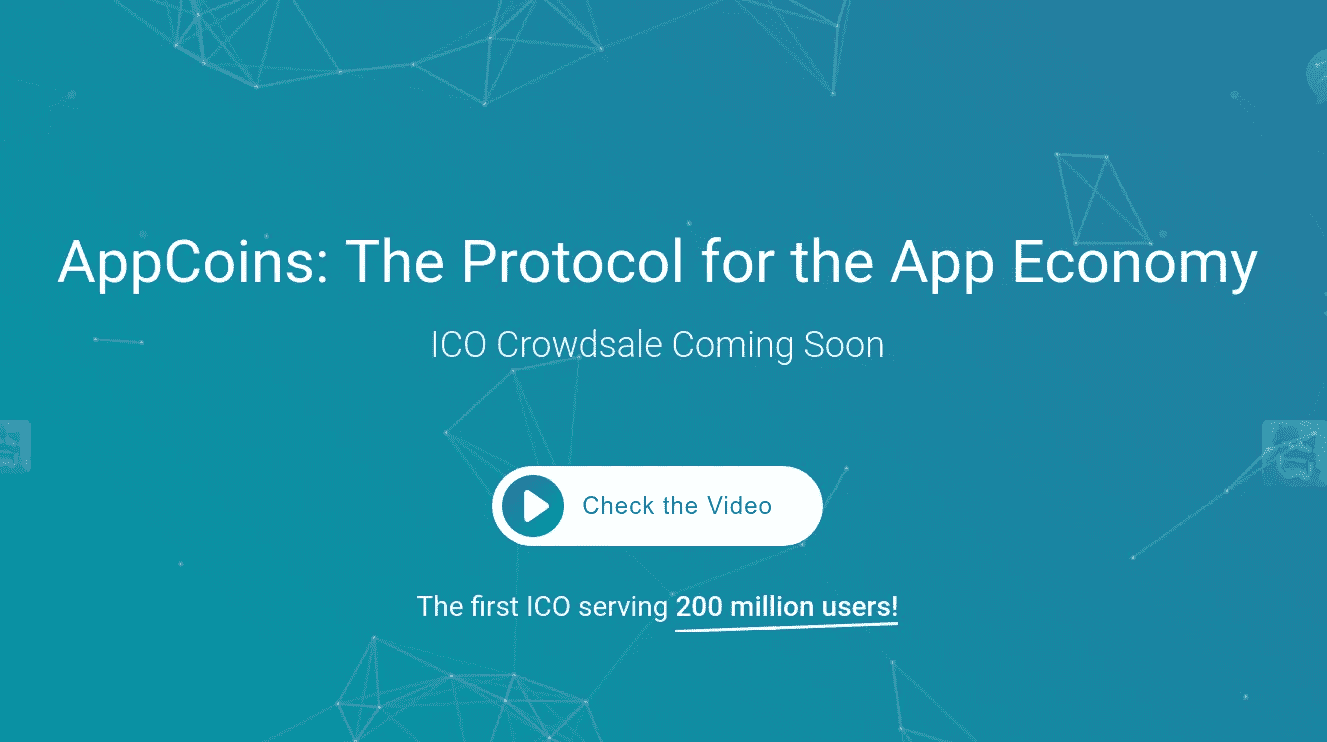 AppCoins: The Protocol for the App Economy
ICO Crowdsale Coming Soon
Check the Video
The first ICO serving 200 million users!